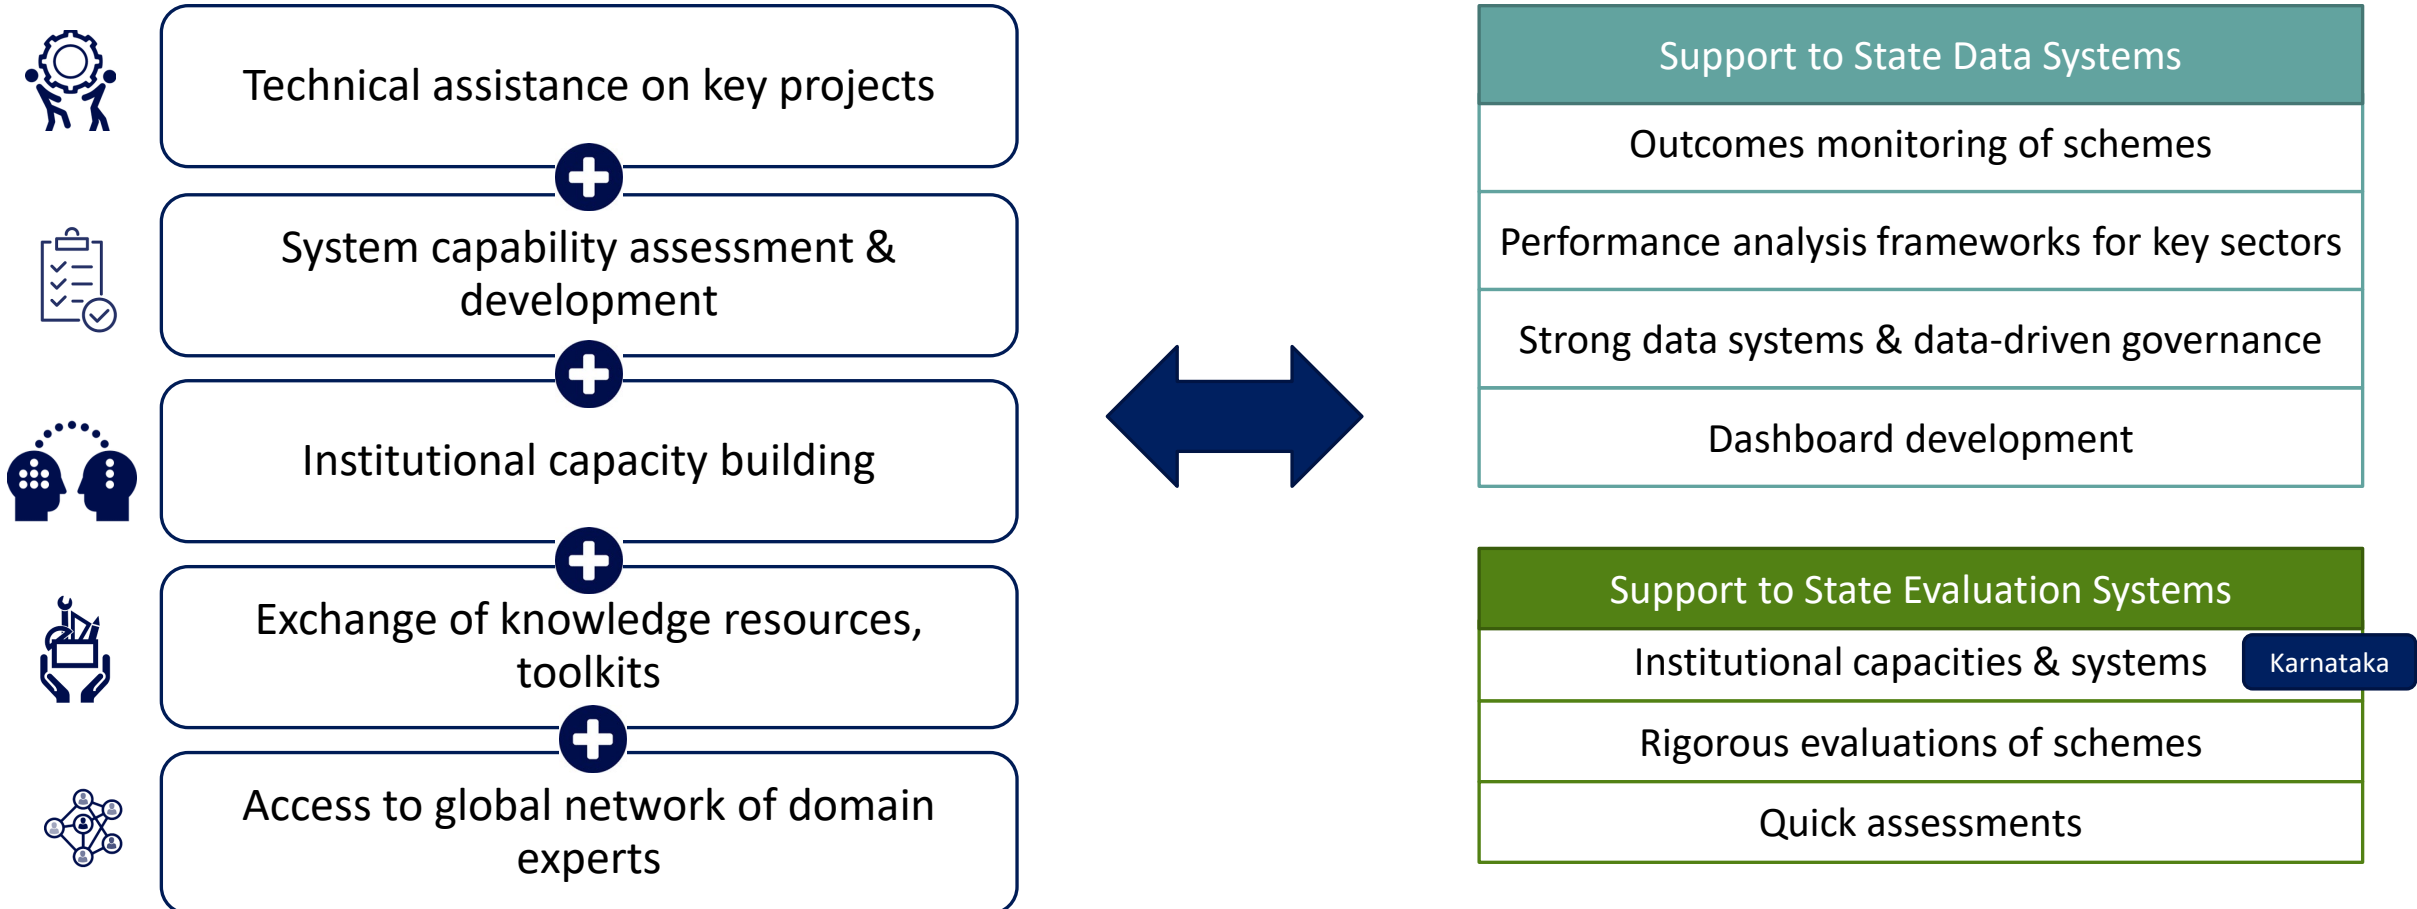 Technical assistance on key projects
System capability assessment &
development
Institutional capacity building
Exchange of knowledge resources,
toolkits
Access to global network of domain
experts
Support to State Data Systems
Outcomes monitoring of schemes
Performance analysis frameworks for key sectors
Strong data systems & data-driven governance
Dashboard development
Support to State Evaluation Systems
Institutional capacities & systems
Karnataka
Rigorous evaluations of schemes
Quick assessments